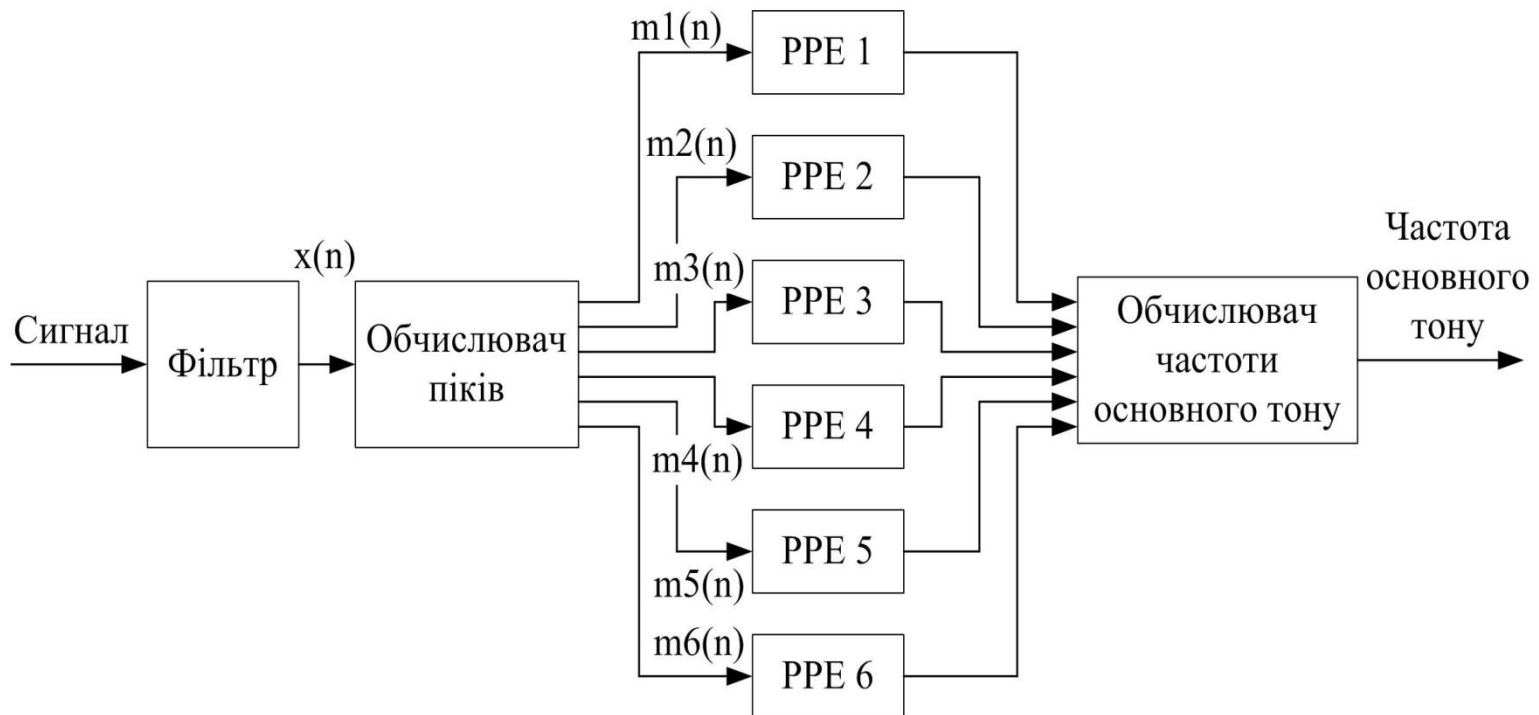 m1(n)
PPE 1
m2(n)
PPE 2
Частота
основного
тону
x(n)
m3(n)
PPE 3
Сигнал
Фільтр
Обчислювач
піків
Обчислювач
частоти
основного тону
PPE 4
m4(n)
PPE 5
m5(n)
m6(n)
PPE 6